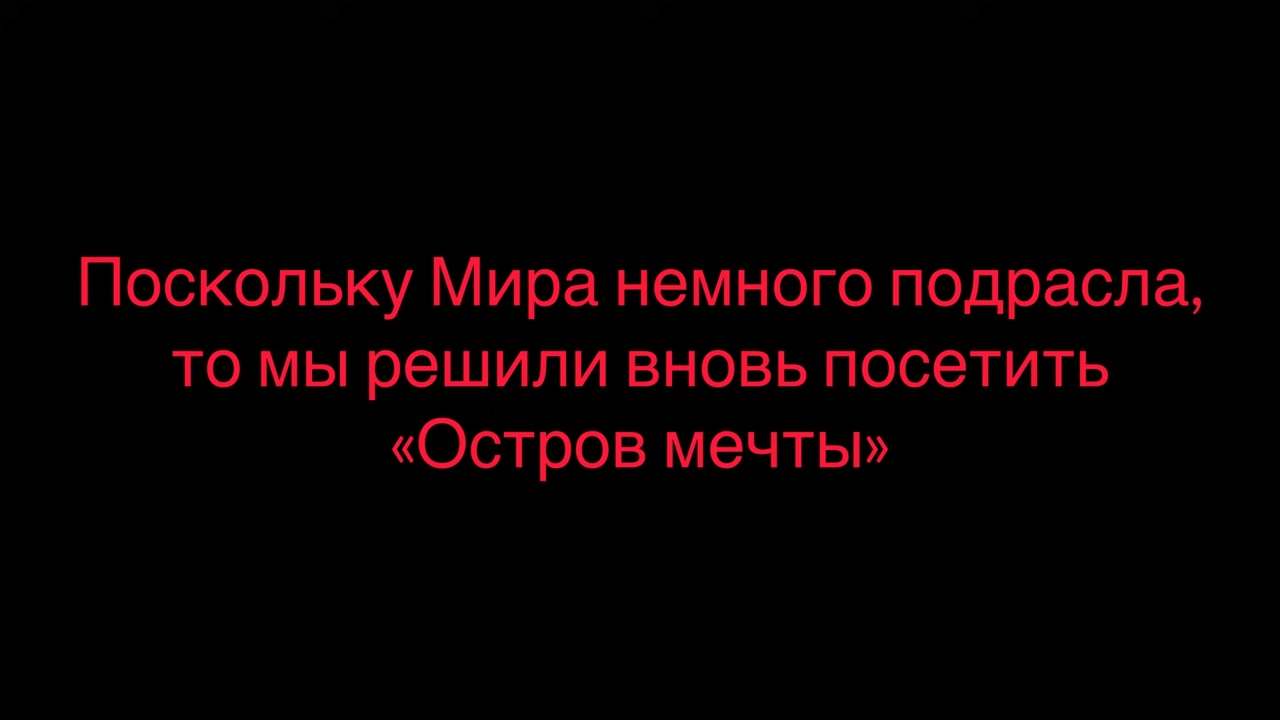 Поскольку Мира немного подрасла,
то мы решили вновь посетить
«Остров мечты»